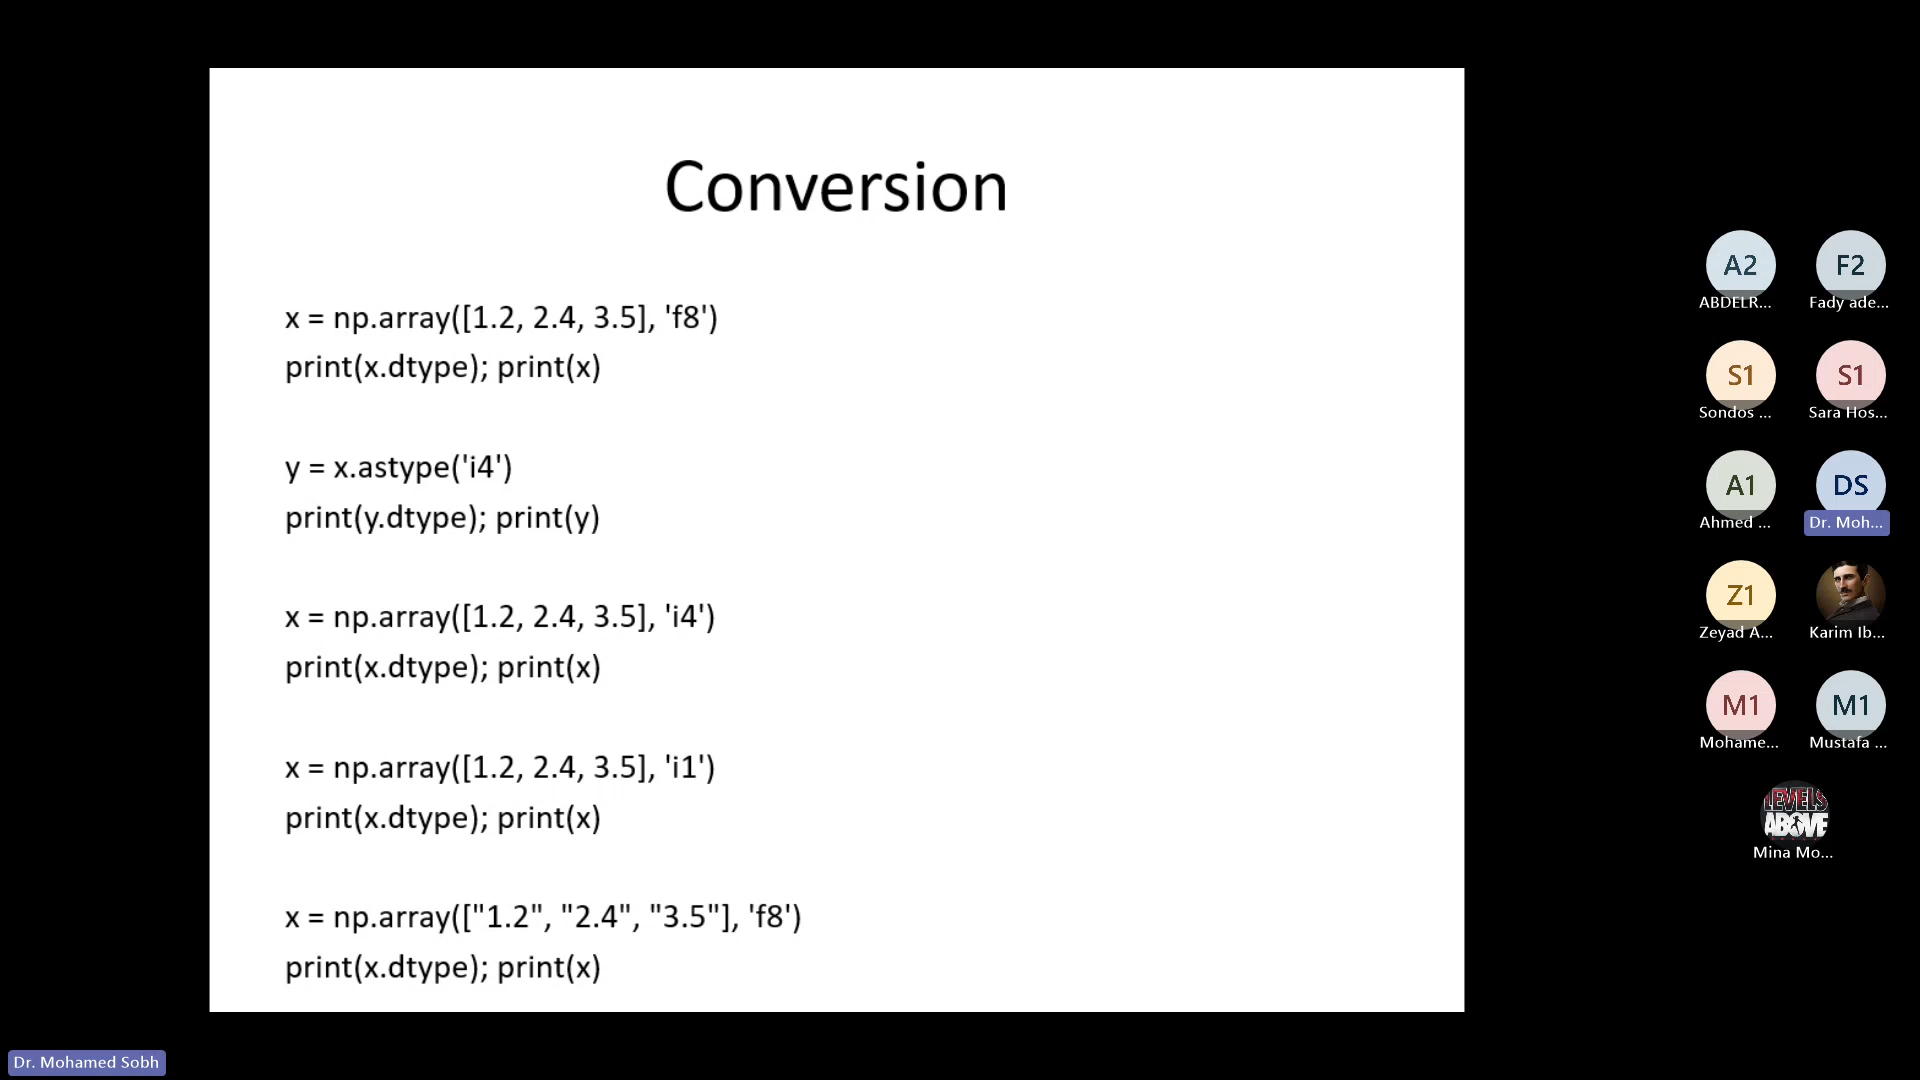 Conversion
x = np.array([1.2, 2.4, 3.5], 'f8')
print(x.dtype); print(x)
y = x.astype('i4')
print(y.dtype); print(y)
x = np.array([1.2, 2.4, 3.5], 'i4')
print(x.dtype); print(x)
x = np.array([1.2, 2.4, 3.5], 'i1')
print(x.dtype); print(x)
x = np.array(["1.2", "2.4", "3.5"], 'f8')
print(x.dtype); print(x)
A2 F2
ABDELR... Fady ade...
S1 S1
Sondos ... Sara Hos...
A1 DS
Ahmed ... Dr. Moh...
Z1
Zeyad A... Karim Ib...
M1 M1
Mohame... Mustafa ...
LEVELS
ABOVE
Mina Mo...
Dr. Mohamed Sobh